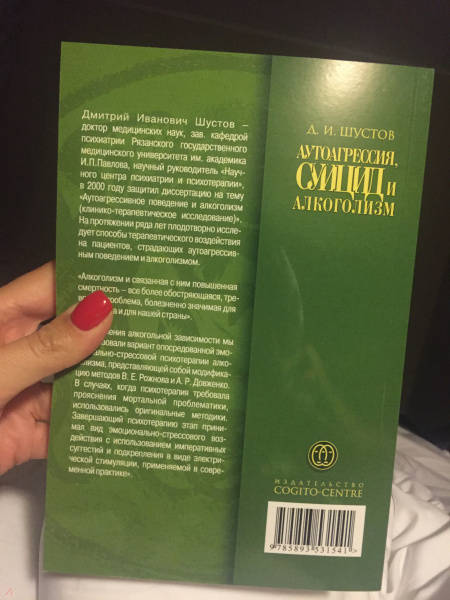 Дмитрий Иванович Шустов –
доктор медицинских наук, зав. кафедрой
психиатрии Рязанского государственного
медицинского университета им. академика
И.П.Павлова, научный руководитель «Науч-
ного центра психиатрии и психотерапии»,
в 2000 году защитил диссертацию на тему
«Аутоагрессивное поведение и алкоголизм
(клинико-терапевтическое исследование)».
На протяжении ряда лет плодотворно иссле-
дует способы терапевтического воздействия
на пациентов, страдающих аутоагрессив-
ным поведением и алкоголизмом.
«Алкоголизм и связанная с ним повышенная
смертность – все более обостряющаяся, тре-
проблема, болезненно значимая для
и для нашей страны».
алкогольной зависимости мы
вариант опосредованной эмо-
стрессовой психотерапии алко-
представляющей собой модифика-
цию методов В. Е. Рожнова и А. Р. Довженко.
В случаях, когда психотерапия требовала
прояснения мортальной проблематики,
использовались оригинальные методики.
Завершающий психотерапию этап прини-
мал вид эмоционально-стрессового воз-
действия с использованием императивных
суггестий и подкрепления в виде электри-
ческой стимуляции, применяемой в совре-
менной практике».
Д. И. ШУСТОВ
АУТОАГРЕССИЯ,
СУИЦИД И
АЛКОГОЛИЗМ
ИЗДАТЕЛЬСТВО
COGITO-CENTRE
9 785893 531541 >